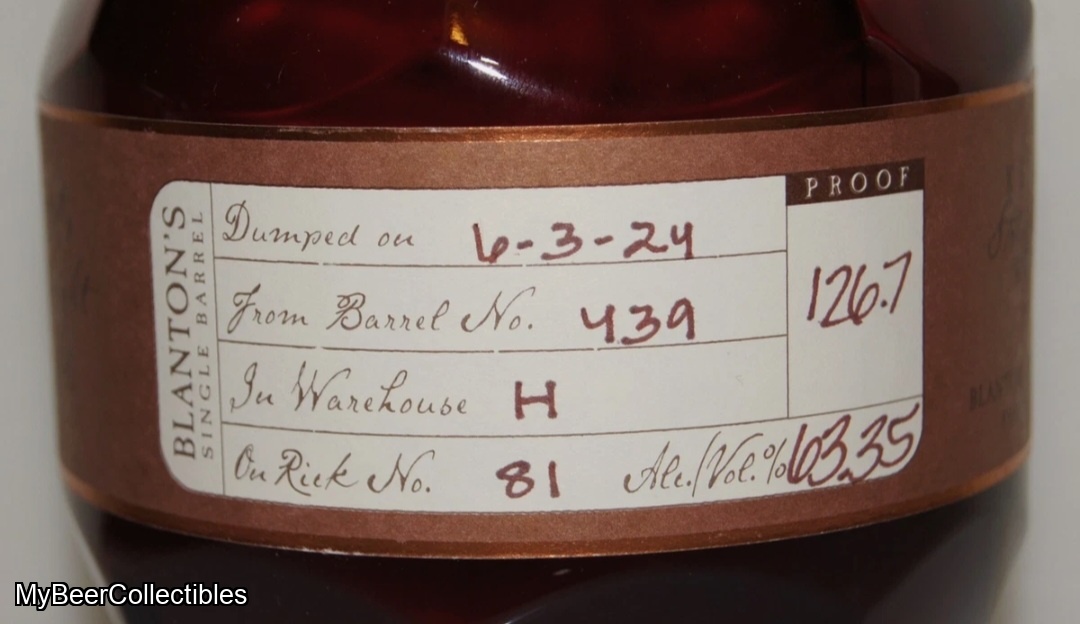 BLANTON'S
SINGLE BARREL
PROOF
Dumped on 6-3-24
126.7
From Barrel No. 439
In Warehouse H
On Rick No. 81 Alc./Vol.% 63.35
MyBeerCollectibles